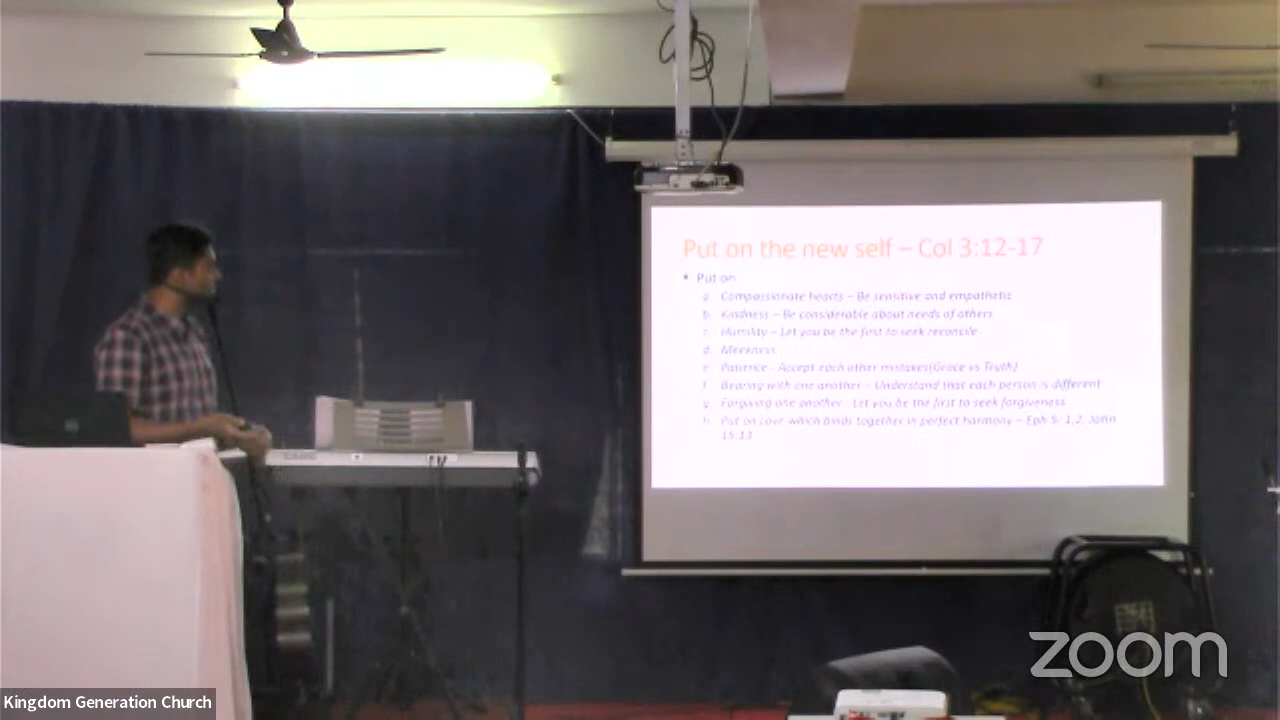 Put on the new self – Col 3:12-17
• Put on
a. Compassionate hearts – Be sensitive and empathetic
b. Kindness – Be considerable about needs of others
c. Humility – Let you be the first to seek reconcile
d. Meekness
e. Patience - Accept each other mistakes(Grace vs Truth)
f. Bearing with one another – Understand that each person is different
g. Forgiving one another - Let you be the first to seek forgiveness
h. Put on Love which binds together in perfect harmony – Eph 5: 1,2, John
15:13
zoom
Kingdom Generation Church